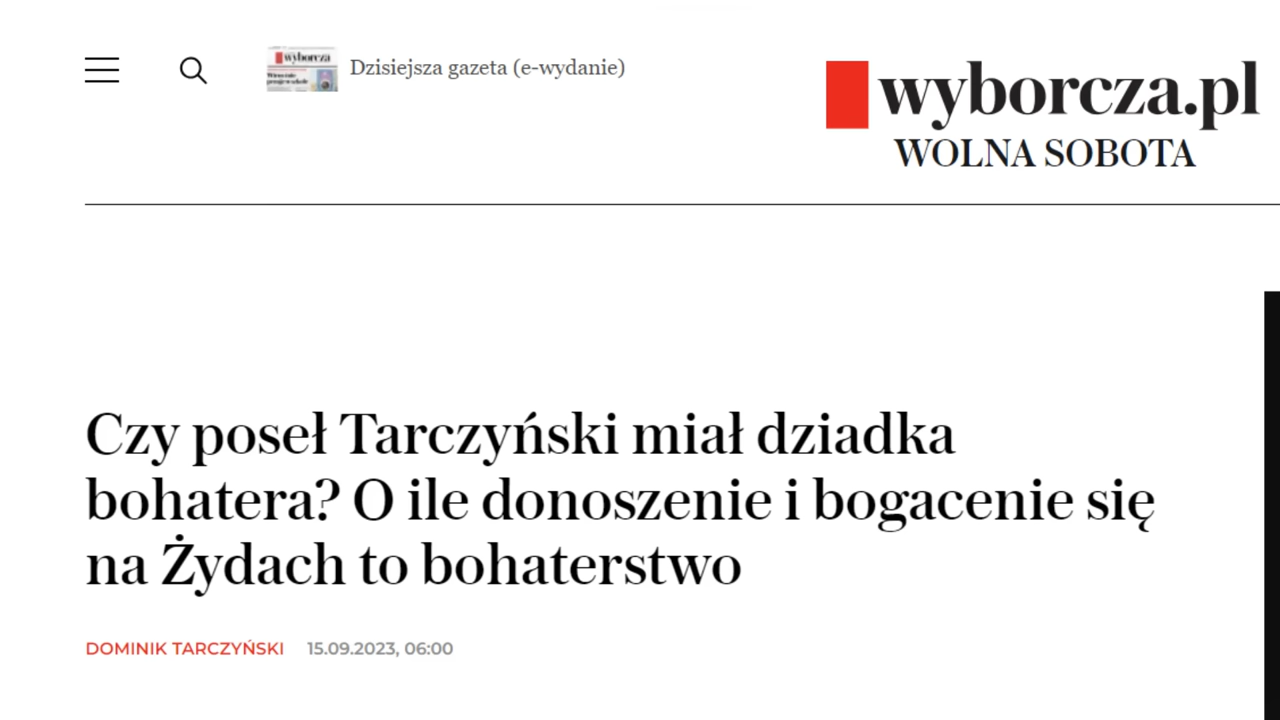 Dzisiejsza gazeta (e-wydanie)
wyborcza.pl
WOLNA SOBOTA
Czy poseł Tarczyński miał dziadka
bohatera? O ile donoszenie i bogacenie się
na Żydach to bohaterstwo
DOMINIK TARCZYŃSKI 15.09.2023, 06:00